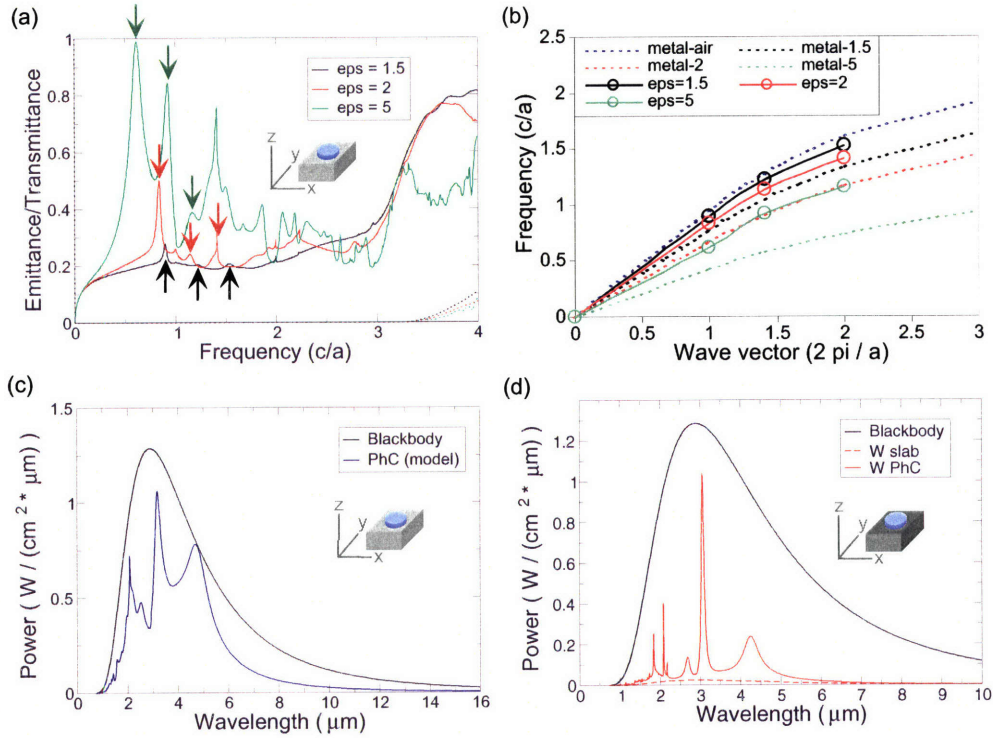 (a)
Emittance/Transmittance
1
0.8
0.6
0.4
0.2
0
0
1
2
3
4
Frequency (c/a)
eps = 1.5
eps = 2
eps = 5
z
y
x
(b)
Frequency (c/a)
2.5
2
1.5
1
0.5
0
0
0.5
1
1.5
2
2.5
3
Wave vector (2 pi / a)
metal-air
metal-1.5
metal-2
metal-5
eps=1.5
eps=2
eps=5
(c)
Power ( W / (cm 2 * μm) )
1.5
1
0.5
0
0
2
4
6
8
10
12
14
16
Wavelength ( μm)
Blackbody
PhC (model)
z
y
x
(d)
Power ( W / (cm 2 * μm) )
1.2
1
0.8
0.6
0.4
0.2
0
0
1
2
3
4
5
6
7
8
9
10
Wavelength ( μm)
Blackbody
W slab
W PhC
z
y
x